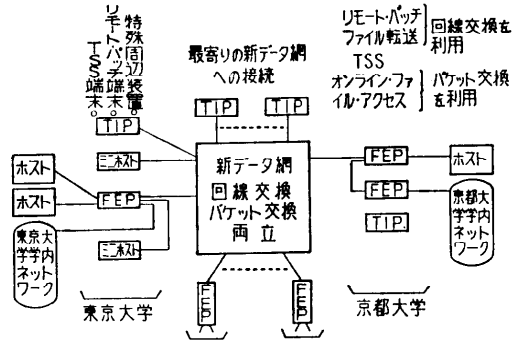 特殊周辺装置。
リモート・バッチ端末。
TSS端末。
最寄りの新データ網
への接続
リモート・バッチ
ファイル転送
回線交換を
利用
TSS
オンライン・ファ
イル・アクセス
パケット交換
を利用
TIP
TIP
TIP
ミニホスト
ホスト
ホスト
FEP
東京大
学学内
ネット
ワーク
ミニホスト
東京大学
新データ網
回線交換
パケット交換
両立
FEP
FEP
FEP
ホスト
FEP
京都大
学学内
ネット
ワーク
TIP.
京都大学